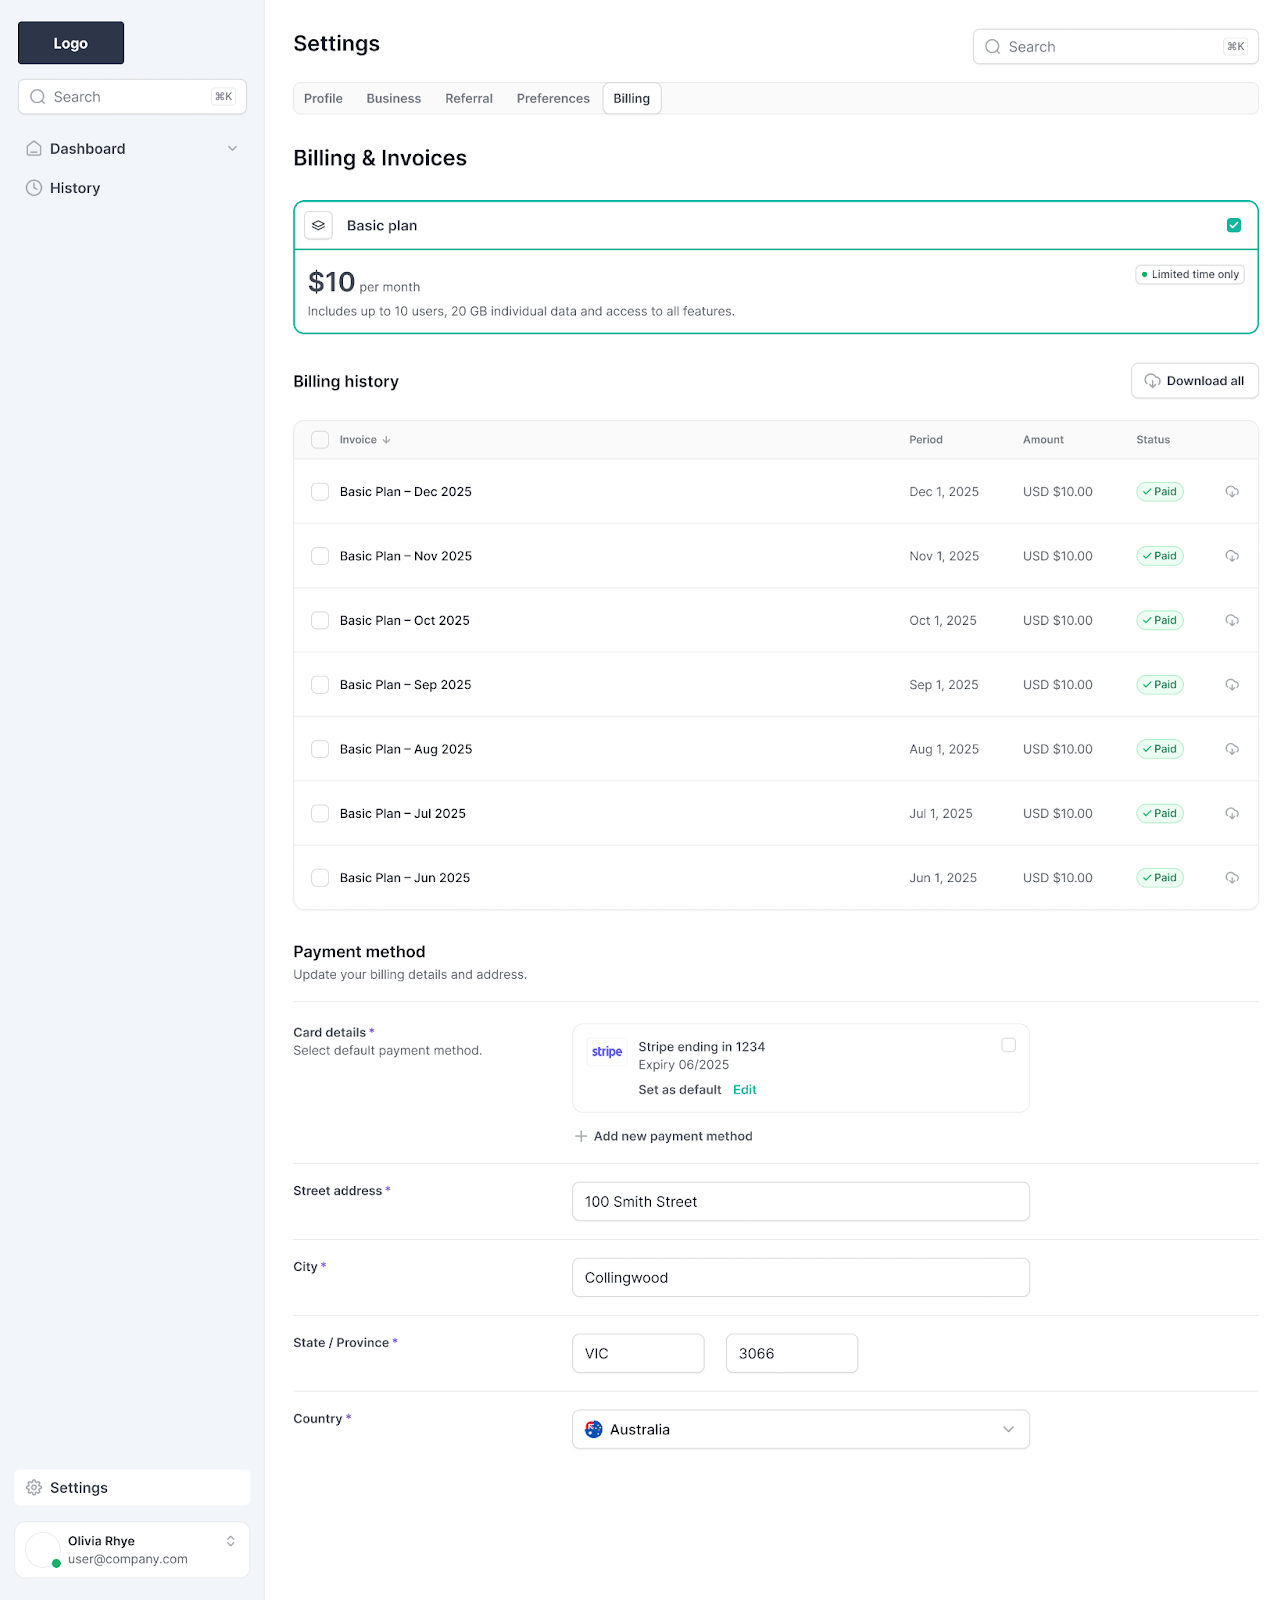 Logo
Search ⌘K
Dashboard
History
Settings
Olivia Rhye
user@company.com
Settings
Search ⌘K
Profile Business Referral Preferences Billing
Billing & Invoices
Basic plan
$10 per month
Limited time only
Includes up to 10 users, 20 GB individual data and access to all features.
Billing history
Download all
Invoice ↓ Period Amount Status
Basic Plan – Dec 2025 Dec 1, 2025 USD $10.00 Paid
Basic Plan – Nov 2025 Nov 1, 2025 USD $10.00 Paid
Basic Plan – Oct 2025 Oct 1, 2025 USD $10.00 Paid
Basic Plan – Sep 2025 Sep 1, 2025 USD $10.00 Paid
Basic Plan – Aug 2025 Aug 1, 2025 USD $10.00 Paid
Basic Plan – Jul 2025 Jul 1, 2025 USD $10.00 Paid
Basic Plan – Jun 2025 Jun 1, 2025 USD $10.00 Paid
Payment method
Update your billing details and address.
Card details *
Select default payment method.
stripe
Stripe ending in 1234
Expiry 06/2025
Set as default Edit
Add new payment method
Street address *
100 Smith Street
City *
Collingwood
State / Province *
VIC 3066
Country *
Australia